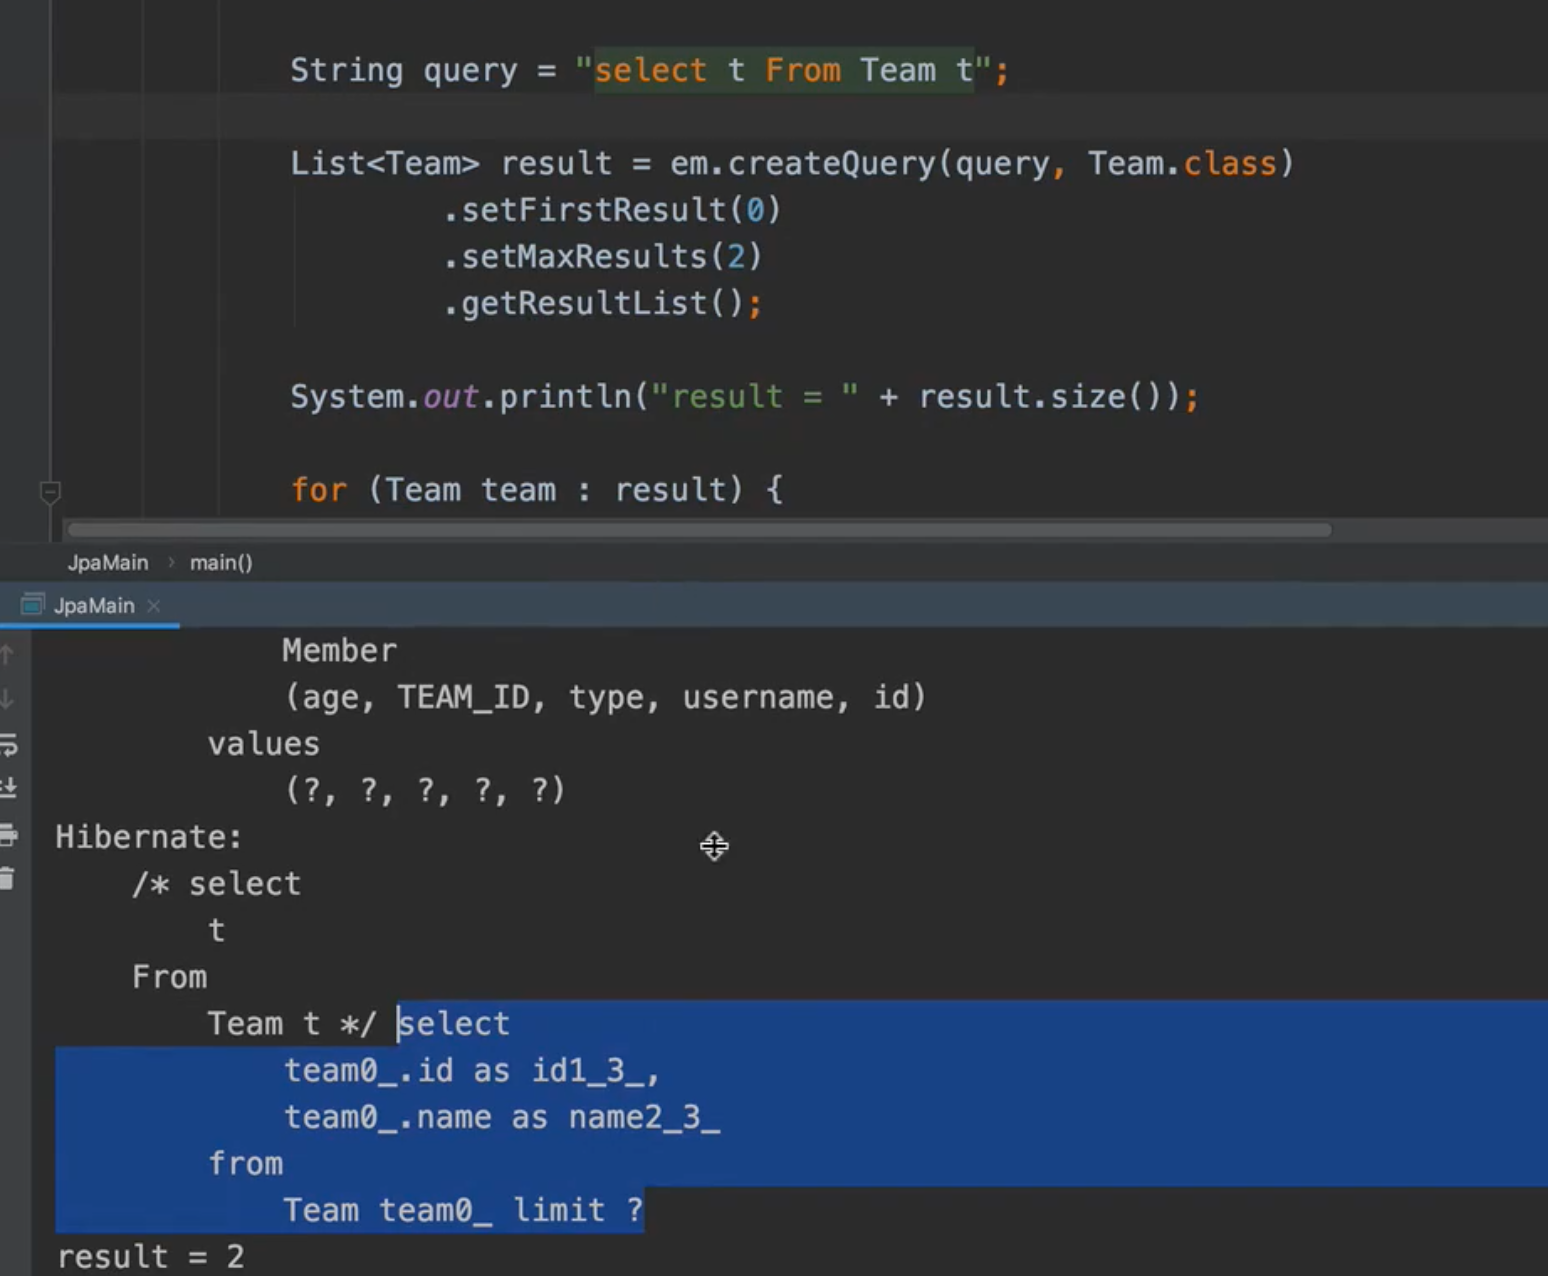 String query = "select t From Team t";
List<Team> result = em.createQuery(query, Team.class)
.setFirstResult(0)
.setMaxResults(2)
.getResultList();
System.out.println("result = " + result.size());
for (Team team : result) {
JpaMain › main()
JpaMain ×
Member
(age, TEAM_ID, type, username, id)
values
(?, ?, ?, ?, ?)
Hibernate:
/* select
t
From
Team t */ select
team0_.id as id1_3_,
team0_.name as name2_3_
from
Team team0_ limit ?
result = 2